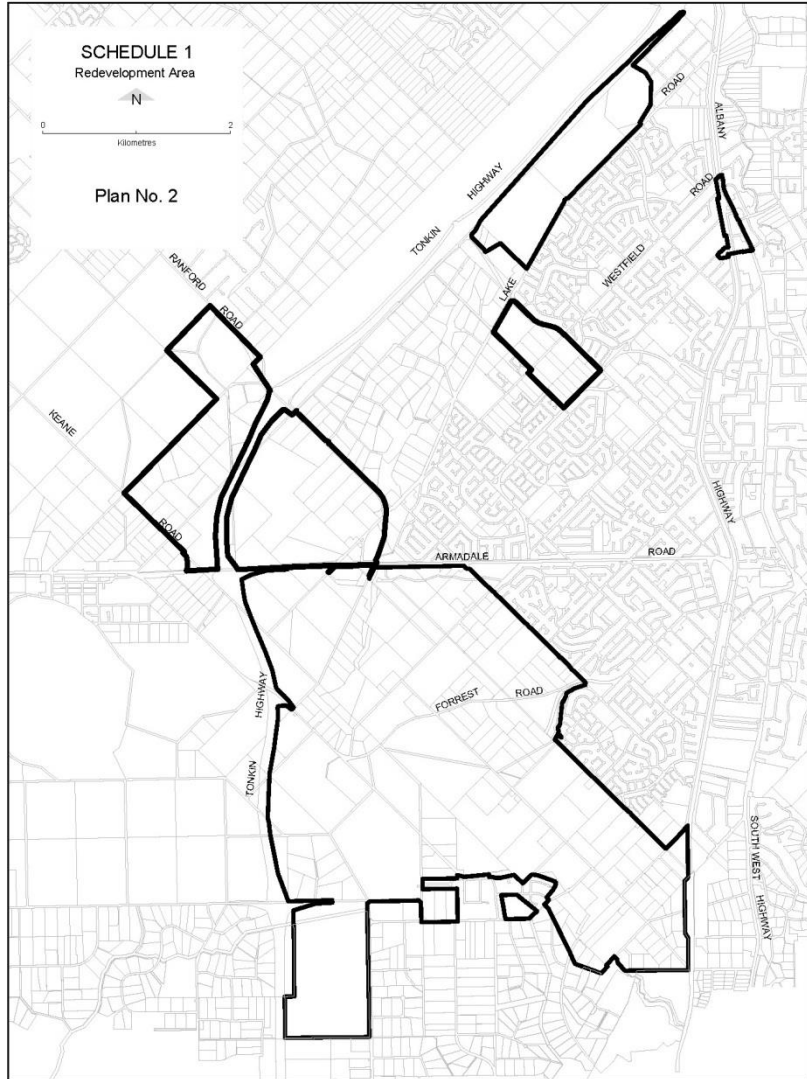 SCHEDULE 1
Redevelopment Area
N
0
2
Kilometres
Plan No. 2
ROAD
ALBANY
HIGHWAY
TONKIN
ROAD
WESTFIELD
LAKE
RANFORD
ROAD
KEANE
ROAD
HIGHWAY
ARMADALE
ROAD
HIGHWAY
TONKIN
FORREST
ROAD
SOUTH WEST
HIGHWAY